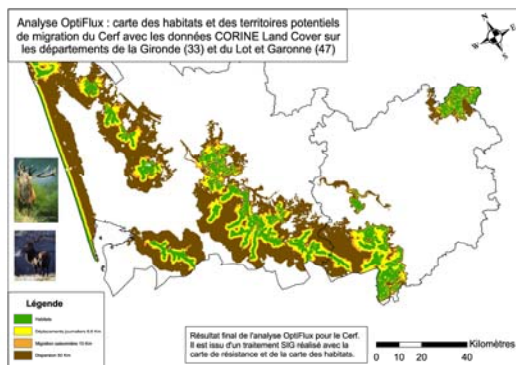 Analyse OptiFlux : carte des habitats et des territoires potentiels
de migration du Cerf avec les données CORINE Land Cover sur
les départements de la Gironde (33) et du Lot et Garonne (47)
N
E
S
Légende
Habitats
Déplacements journaliers
Migration saisonnière 10 Km
Dispersion
Résultat final de l'analyse OptiFlux pour le Cerf.
Il est issu d'un traitement SIG réalisé avec la
carte de résistance et de la carte des habitats.
Kilomètres
0 10 20 40